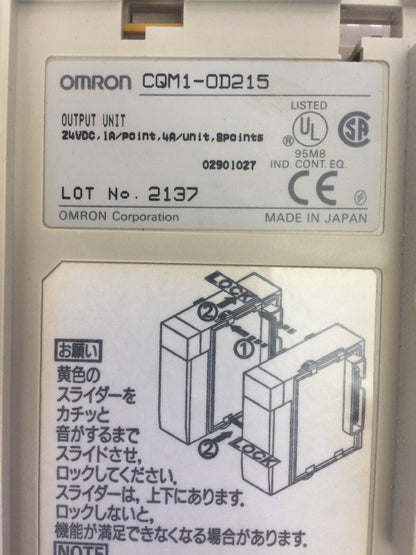 OMRON CQM1-OD215
OUTPUT UNIT
24VDC,1A/point,4A/unit,8points
LISTED
UL
®
95M8
IND. CONT. EQ.
02901027
LOT No. 2137
CE
OMRON Corporation
MADE IN JAPAN
LOCK
②
①
②
LOCK
お願い
黄色の
スライダーを
カチッと
音がするまで
スライドさせ,
ロックしてください.
スライダーは, 上下にあります.
ロックしないと,
機能が満足できなくなる場合があります.
NOTE